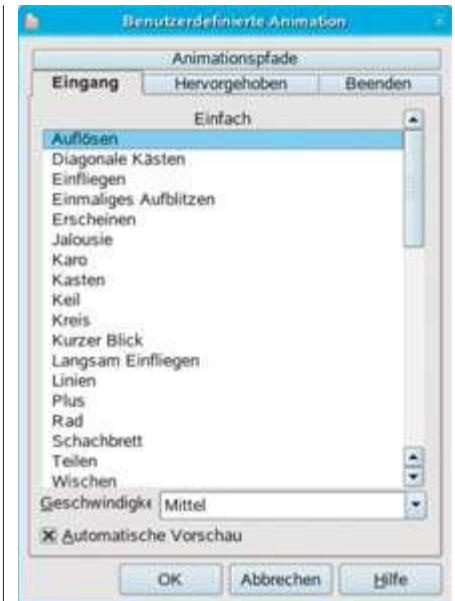 Benutzerdefinierte Animation
Animationspfade
Eingang Hervorgehoben Beenden
Einfach
Auflösen
Diagonale Kästen
Einfliegen
Einmaliges Aufblitzen
Erscheinen
Jalousie
Karo
Kasten
Keil
Kreis
Kurzer Blick
Langsam Einfliegen
Linien
Plus
Rad
Schachbrett
Teilen
Wischen
Geschwindigke Mittel
Automatische Vorschau
OK Abbrechen Hilfe